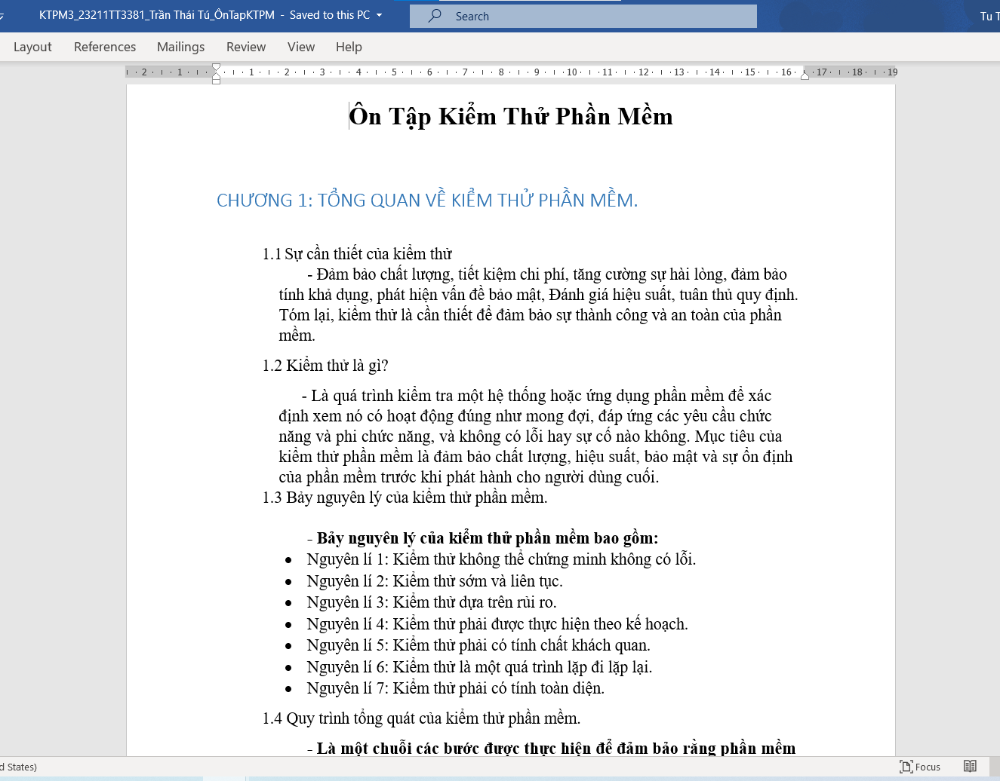 KTPM3_23211TT3381_Trần Thái Tú_ÔnTapKTPM - Saved to this PC
Search
Tu T
Layout References Mailings Review View Help
2 1 1 2 3 4 5 6 7 8 9 10 11 12 13 14 15 16 17 18 19
Ôn Tập Kiểm Thử Phần Mềm
CHƯƠNG 1: TỔNG QUAN VỀ KIỂM THỬ PHẦN MỀM.
1.1 Sự cần thiết của kiểm thử
- Đảm bảo chất lượng, tiết kiệm chi phí, tăng cường sự hài lòng, đảm bảo
tính khả dụng, phát hiện vấn đề bảo mật, Đánh giá hiệu suất, tuân thủ quy định.
Tóm lại, kiểm thử là cần thiết để đảm bảo sự thành công và an toàn của phần
mềm.
1.2 Kiểm thử là gì?
- Là quá trình kiểm tra một hệ thống hoặc ứng dụng phần mềm để xác
định xem nó có hoạt động đúng như mong đợi, đáp ứng các yêu cầu chức
năng và phi chức năng, và không có lỗi hay sự cố nào không. Mục tiêu của
kiểm thử phần mềm là đảm bảo chất lượng, hiệu suất, bảo mật và sự ổn định
của phần mềm trước khi phát hành cho người dùng cuối.
1.3 Bảy nguyên lý của kiểm thử phần mềm.
- Bảy nguyên lý của kiểm thử phần mềm bao gồm:
• Nguyên lí 1: Kiểm thử không thể chứng minh không có lỗi.
• Nguyên lí 2: Kiểm thử sớm và liên tục.
• Nguyên lí 3: Kiểm thử dựa trên rủi ro.
• Nguyên lí 4: Kiểm thử phải được thực hiện theo kế hoạch.
• Nguyên lí 5: Kiểm thử phải có tính chất khách quan.
• Nguyên lí 6: Kiểm thử là một quá trình lặp đi lặp lại.
• Nguyên lí 7: Kiểm thử phải có tính toàn diện.
1.4 Quy trình tổng quát của kiểm thử phần mềm.
- Là một chuỗi các bước được thực hiện để đảm bảo rằng phần mềm
d States)
Focus